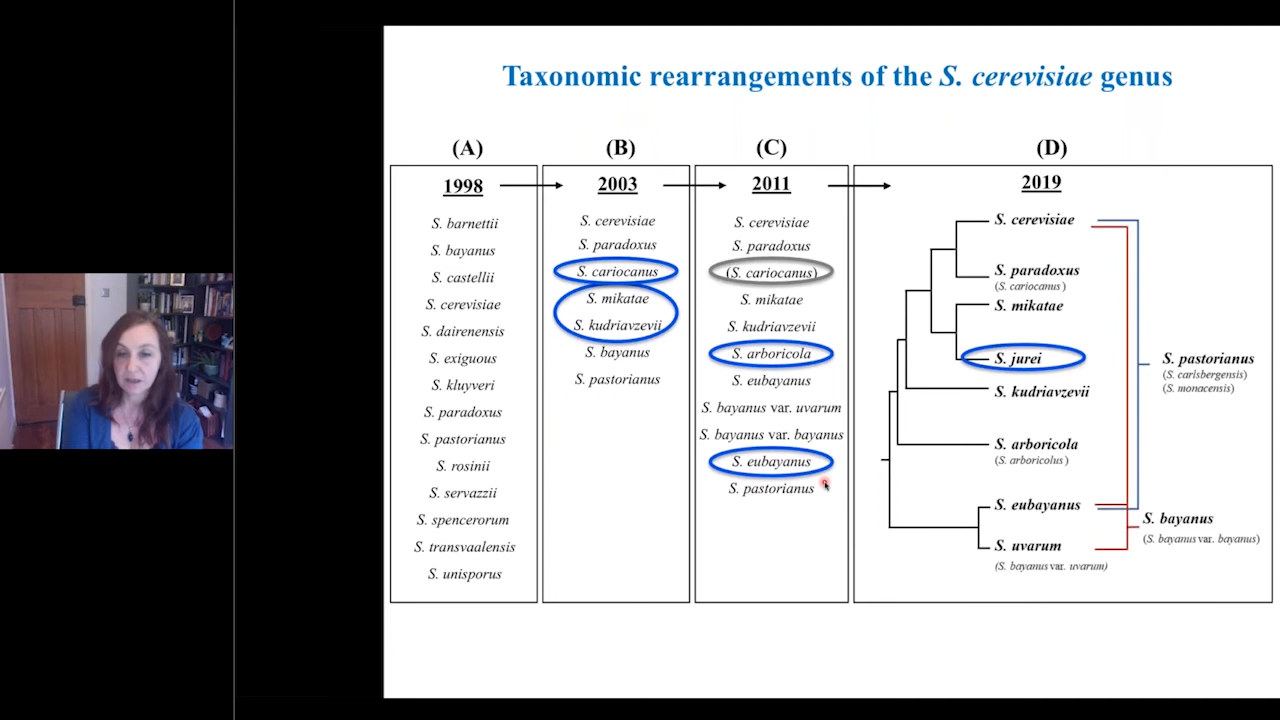 Taxonomic rearrangements of the S. cerevisiae genus
(A)
1998
S. barnettii
S. bayanus
S. castellii
S. cerevisiae
S. dairenensis
S. exiguous
S. kluyveri
S. paradoxus
S. pastorianus
S. rosinii
S. servazzii
S. spencerorum
S. transvaalensis
S. unisporus
(B)
2003
S. cerevisiae
S. paradoxus
S. cariocanus
S. mikatae
S. kudriavzevii
S. bayanus
S. pastorianus
(C)
2011
S. cerevisiae
S. paradoxus
(S. cariocanus)
S. mikatae
S. kudriavzevii
S. arboricola
S. eubayanus
S. bayanus var. uvarum
S. bayanus var. bayanus
S. eubayanus
S. pastorianus
(D)
2019
S. cerevisiae
S. paradoxus
(S. cariocanus )
S. mikatae
S. jurei
S. kudriavzevii
S. arboricola
(S. arboricolus )
S. eubayanus
S. uvarum
(S. bayanus var. uvarum)
S. pastorianus
(S. carlsbergensis)
(S. monacensis)
S. bayanus
(S. bayanus var. bayanus)